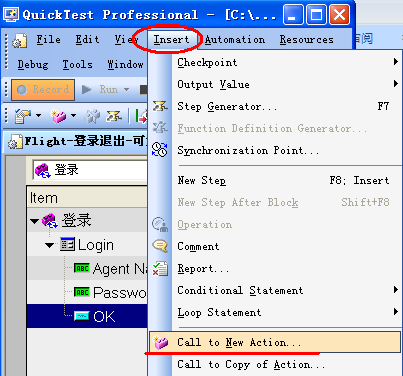 QuickTest Professional - [C:\...
File Edit View Insert Automation Resources
Debug Tools Window
Record Run
Flight-登录退出-可
登录
Item
登录
Login
Agent Na
Passwo
OK
Checkpoint
Output Value
Step Generator... F7
Function Definition Generator...
Synchronization Point...
New Step F8; Insert
New Step After Block Shift+F8
Operation
Comment
Report...
Conditional Statement
Loop Statement
Call to New Action...
Call to Copy of Action...